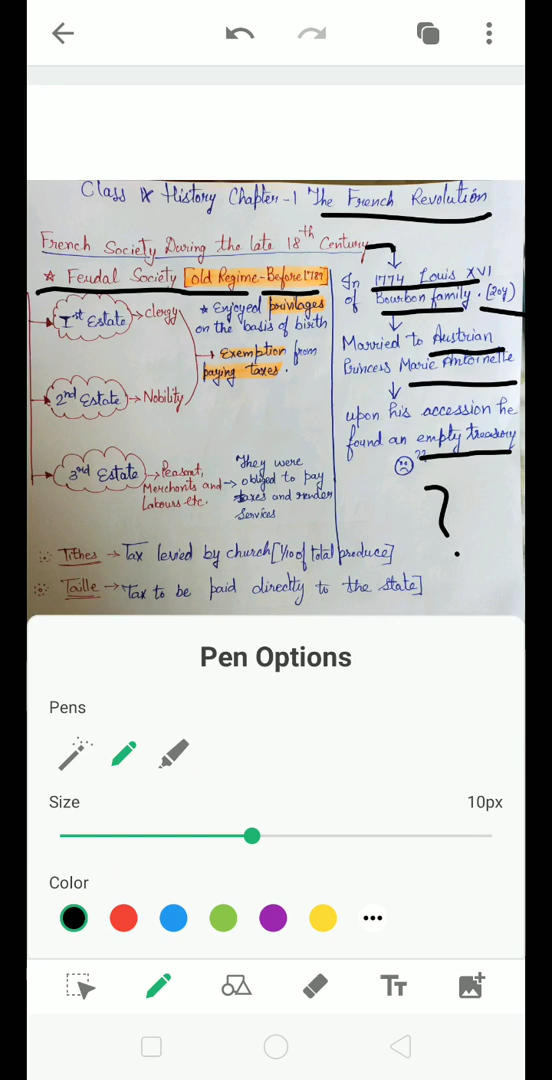 Class IX History Chapter-1 The French Revolution
French Society During the late 18th Century
★ Feudal Society [old Regime-Before 1789]
1st Estate → clergy
★ Enjoyed privilages
on the basis of birth
→ Exemption from
paying taxes.
2nd Estate → Nobility
3rd Estate → Peasant,
Merchants and
Labours etc.
→ They were
obliged to pay
taxes and render
Services
In 1774 Louis XVI
of Bourbon family. (20y)
Married to Austrian
Princess Marie Antoinette
upon his accession he
found an empty treasury
?
Tithes → Tax levied by church [1/10 of total produce]
Taille → Tax to be paid directly to the state]
Pen Options
Pens
Size 10px
Color
TT